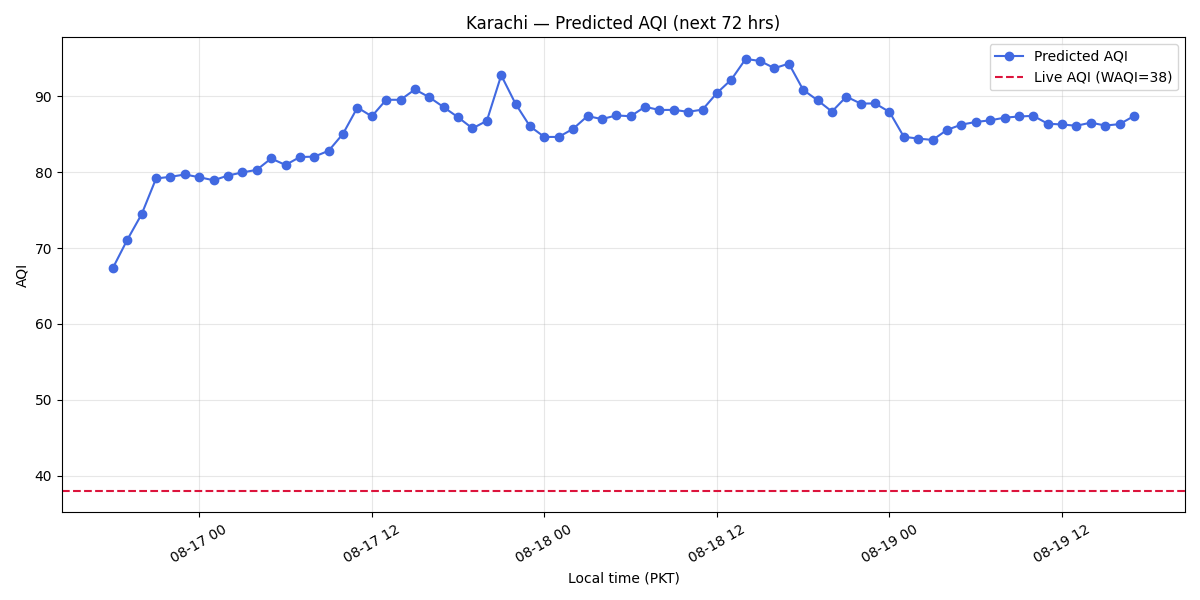 Karachi — Predicted AQI (next 72 hrs)
Predicted AQI
Live AQI (WAQI=38)
AQI
90
80
70
60
50
40
08-17 00
08-17 12
08-18 00
08-18 12
08-19 00
08-19 12
Local time (PKT)